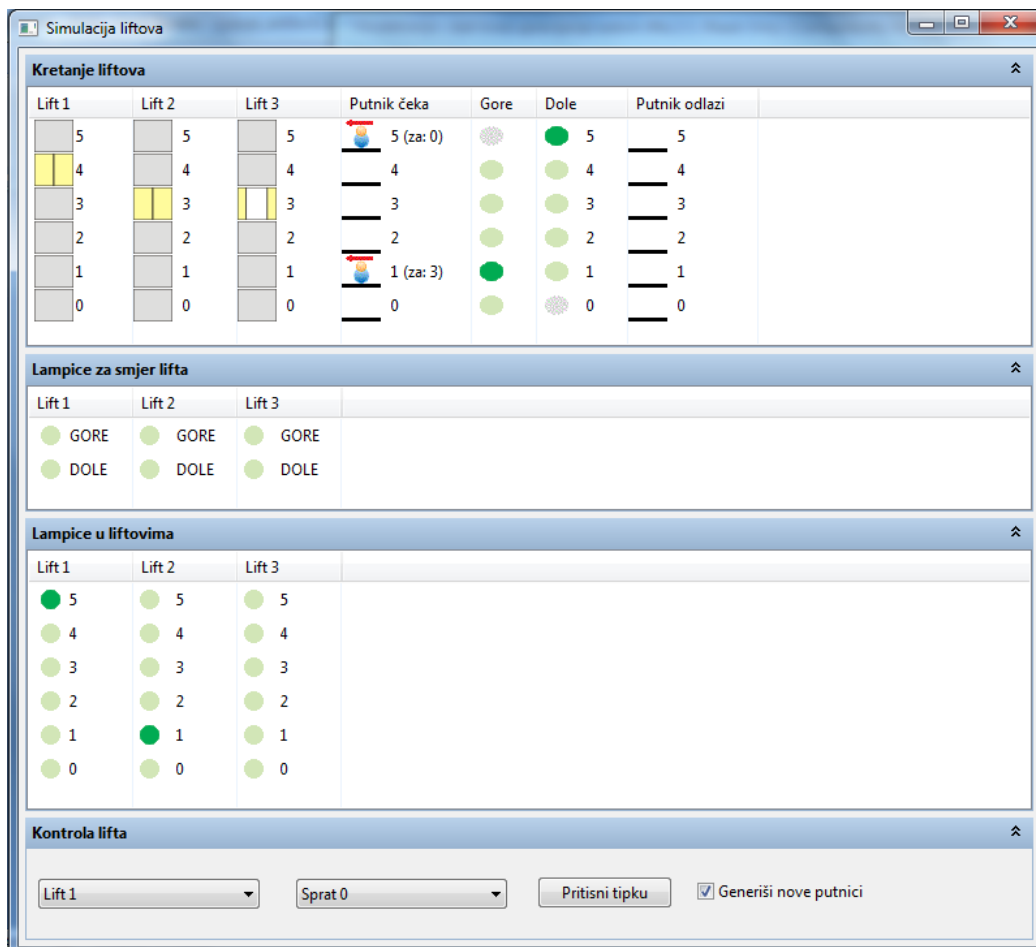 Simulacija liftova
Kretanje liftova
Lift 1 Lift 2 Lift 3 Putnik čeka Gore Dole Putnik odlazi
5 5 5 5 (za: 0) 5 5
4 4 4 4 4 4
3 3 3 3 3 3
2 2 2 2 2 2
1 1 1 1 (za: 3) 1 1
0 0 0 0 0 0
Lampice za smjer lifta
Lift 1 Lift 2 Lift 3
GORE GORE GORE
DOLE DOLE DOLE
Lampice u liftovima
Lift 1 Lift 2 Lift 3
5 5 5
4 4 4
3 3 3
2 2 2
1 1 1
0 0 0
Kontrola lifta
Lift 1 Sprat 0 Pritisni tipku Generiši nove putnici